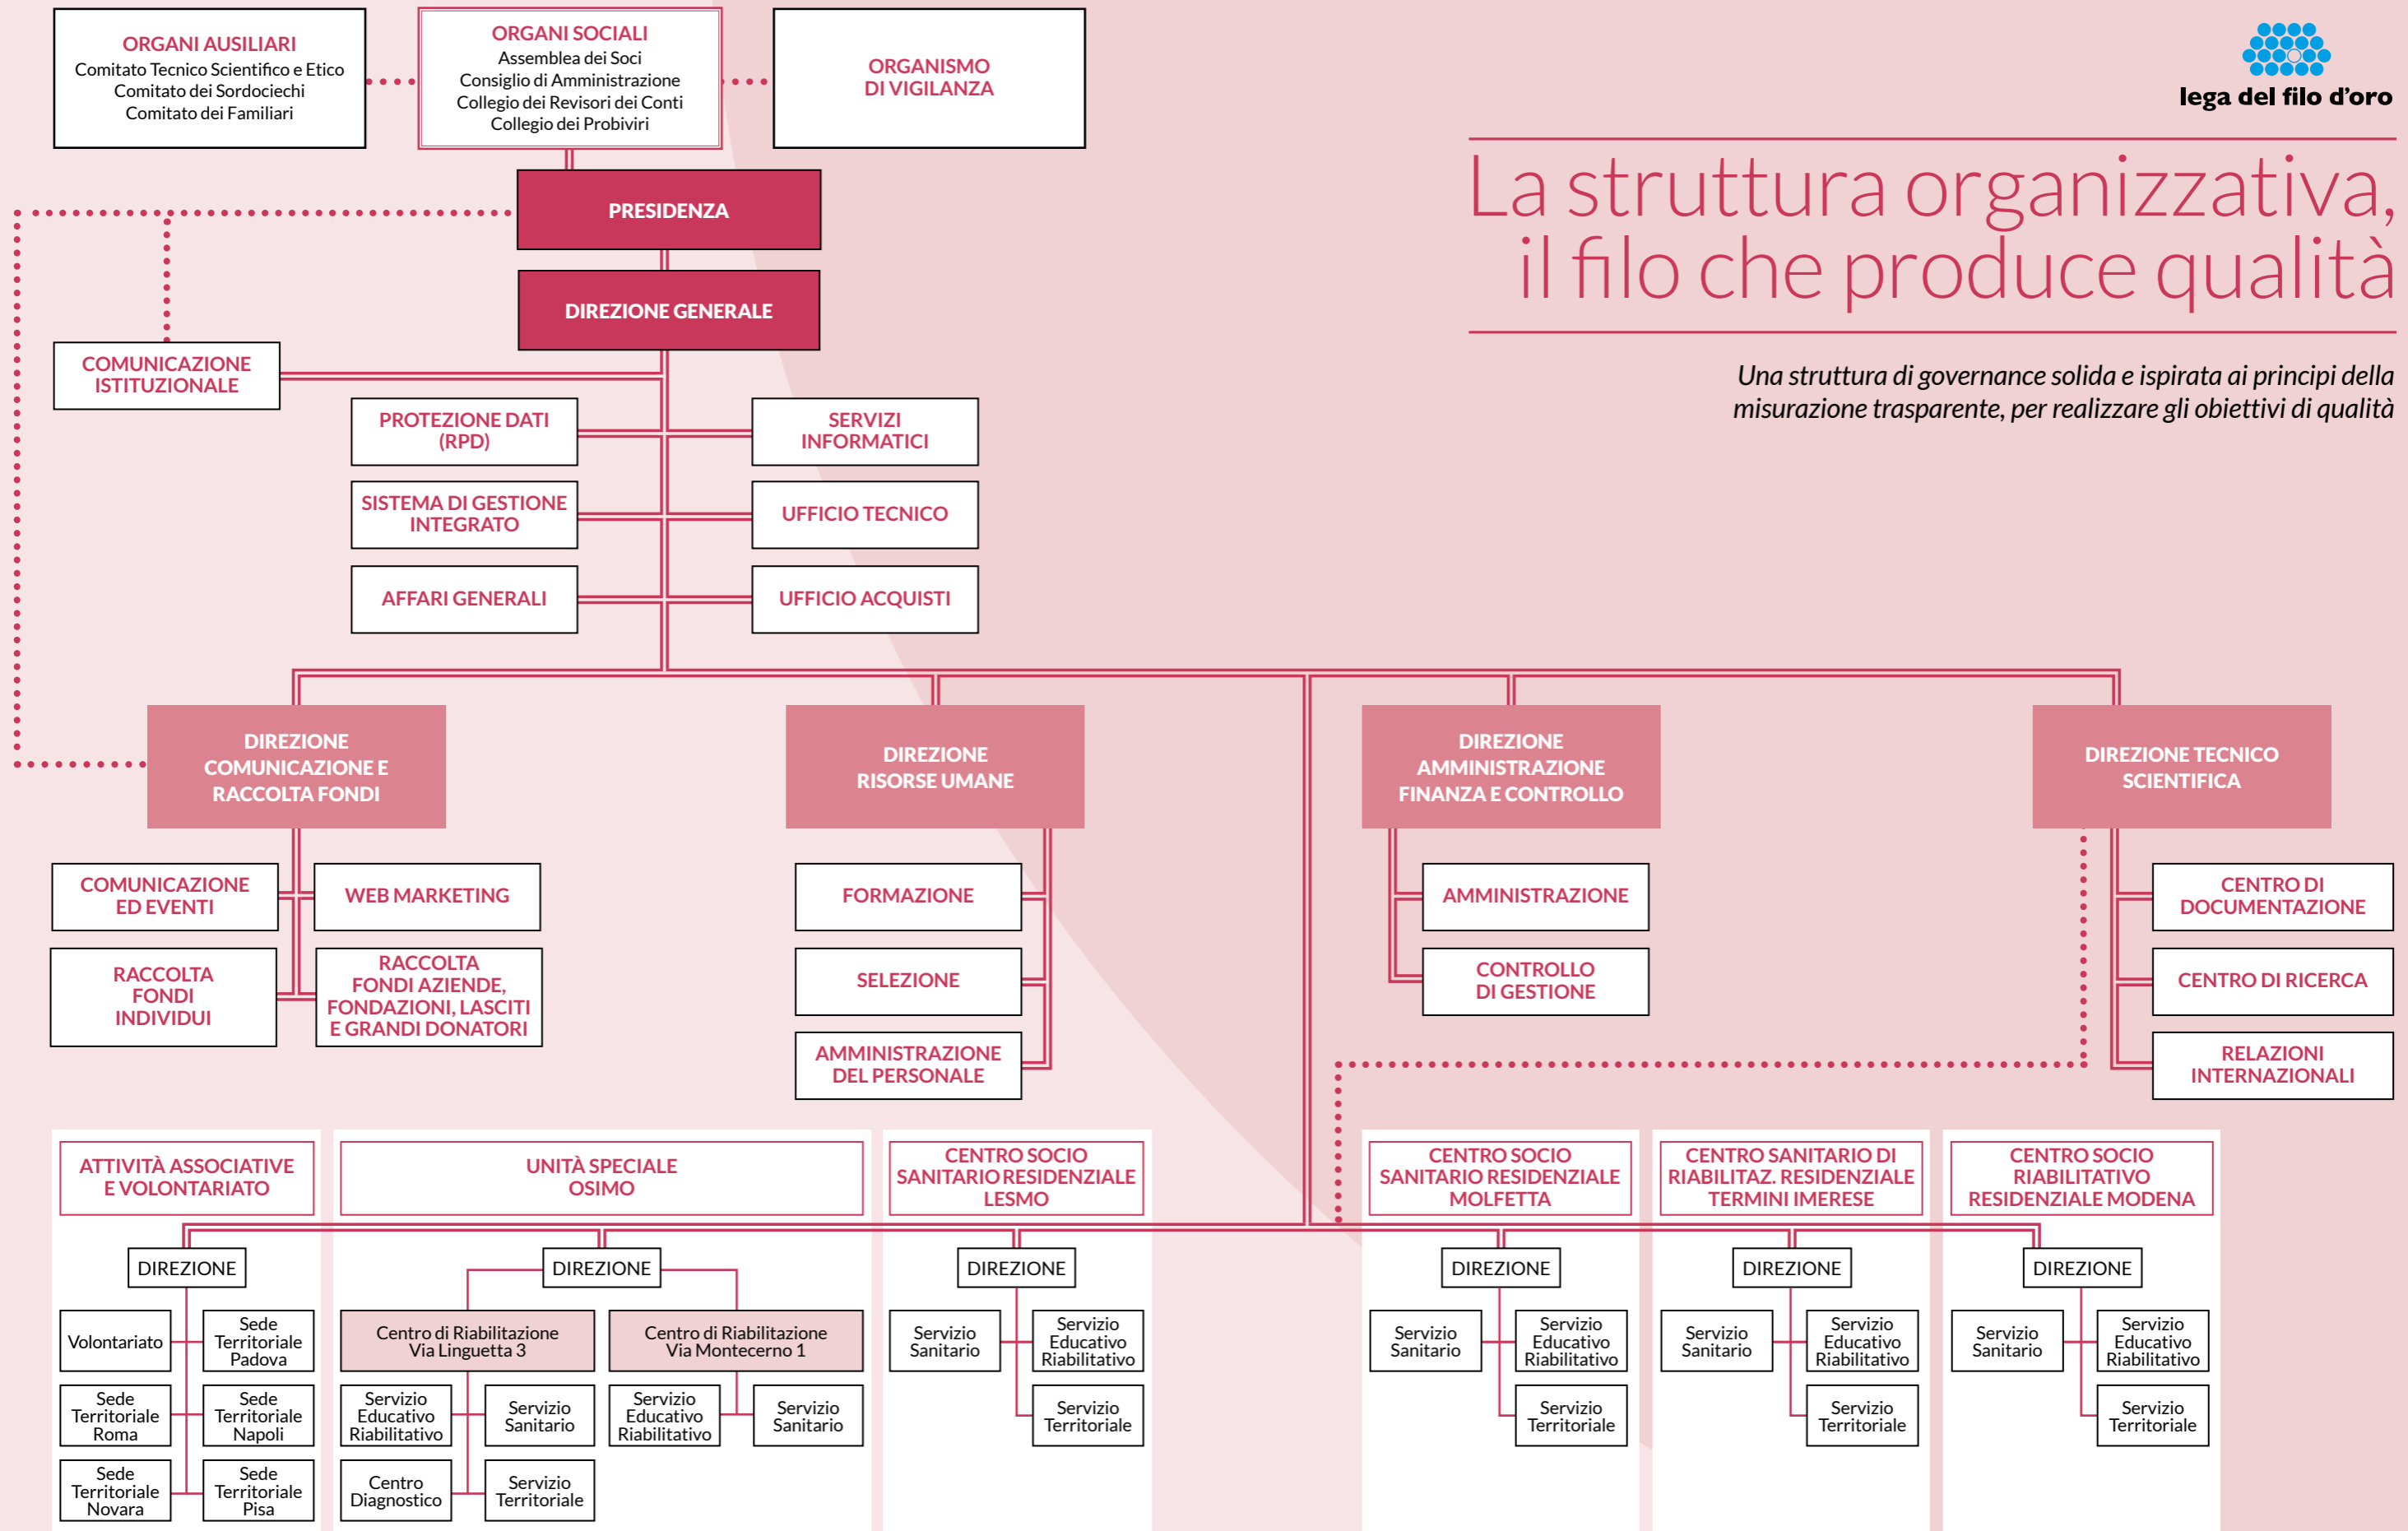 ORGANI AUSILIARI
Comitato Tecnico Scientifico e Etico
Comitato dei Sordociechi
Comitato dei Familiari
ORGANI SOCIALI
Assemblea dei Soci
Consiglio di Amministrazione
Collegio dei Revisori dei Conti
Collegio dei Probiviri
ORGANISMO
DI VIGILANZA
lega del filo d'oro
La struttura organizzativa,
il filo che produce qualità
Una struttura di governance solida e ispirata ai principi della
misurazione trasparente, per realizzare gli obiettivi di qualità
PRESIDENZA
DIREZIONE GENERALE
COMUNICAZIONE
ISTITUZIONALE
PROTEZIONE DATI
(RPD)
SERVIZI
INFORMATICI
SISTEMA DI GESTIONE
INTEGRATO
UFFICIO TECNICO
AFFARI GENERALI
UFFICIO ACQUISTI
DIREZIONE
COMUNICAZIONE E
RACCOLTA FONDI
DIREZIONE
RISORSE UMANE
DIREZIONE
AMMINISTRAZIONE
FINANZA E CONTROLLO
DIREZIONE TECNICO
SCIENTIFICA
COMUNICAZIONE
ED EVENTI
WEB MARKETING
RACCOLTA
FONDI
INDIVIDUI
RACCOLTA
FONDI AZIENDE,
FONDAZIONI, LASCITI
E GRANDI DONATORI
FORMAZIONE
SELEZIONE
AMMINISTRAZIONE
DEL PERSONALE
AMMINISTRAZIONE
CONTROLLO
DI GESTIONE
CENTRO DI
DOCUMENTAZIONE
CENTRO DI RICERCA
RELAZIONI
INTERNAZIONALI
ATTIVITÀ ASSOCIATIVE
E VOLONTARIATO
DIREZIONE
Volontariato
Sede
Territoriale
Padova
Sede
Territoriale
Roma
Sede
Territoriale
Napoli
Sede
Territoriale
Novara
Sede
Territoriale
Pisa
UNITÀ SPECIALE
OSIMO
DIREZIONE
Centro di Riabilitazione
Via Linguetta 3
Centro di Riabilitazione
Via Montecerno 1
Servizio
Educativo
Riabilitativo
Servizio
Sanitario
Servizio
Educativo
Riabilitativo
Servizio
Sanitario
Centro
Diagnostico
Servizio
Territoriale
CENTRO SOCIO
SANITARIO RESIDENZIALE
LESMO
DIREZIONE
Servizio
Sanitario
Servizio
Educativo
Riabilitativo
Servizio
Territoriale
CENTRO SOCIO
SANITARIO RESIDENZIALE
MOLFETTA
DIREZIONE
Servizio
Sanitario
Servizio
Educativo
Riabilitativo
Servizio
Territoriale
CENTRO SANITARIO DI
RIABILITAZ. RESIDENZIALE
TERMINI IMERESE
DIREZIONE
Servizio
Sanitario
Servizio
Educativo
Riabilitativo
Servizio
Territoriale
CENTRO SOCIO
RIABILITATIVO
RESIDENZIALE MODENA
DIREZIONE
Servizio
Sanitario
Servizio
Educativo
Riabilitativo
Servizio
Territoriale